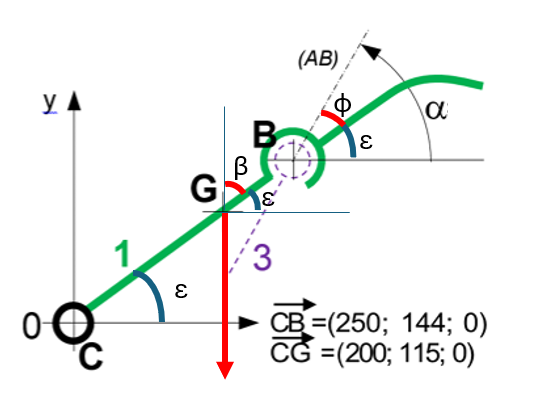 (AB)
y
ϕ
α
B
ε
β
G
ε
1
3
ε
0
C
CB =(250; 144; 0)
CG =(200; 115; 0)